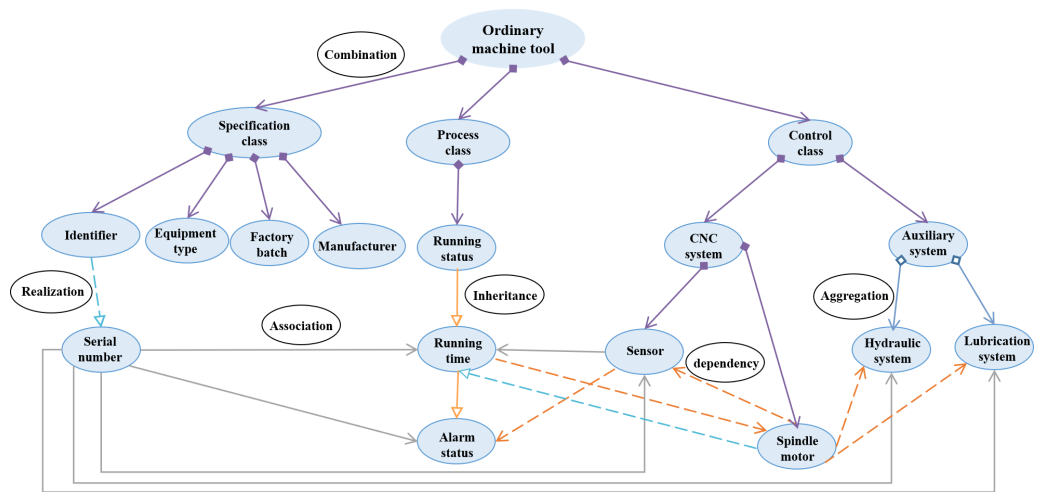 Ordinary
machine tool
Combination
Specification
class
Process
class
Control
class
Identifier
Equipment
type
Factory
batch
Manufacturer
Running
status
CNC
system
Auxiliary
system
Realization
Inheritance
Aggregation
Association
Serial
number
Running
time
Sensor
dependency
Hydraulic
system
Lubrication
system
Alarm
status
Spindle
motor